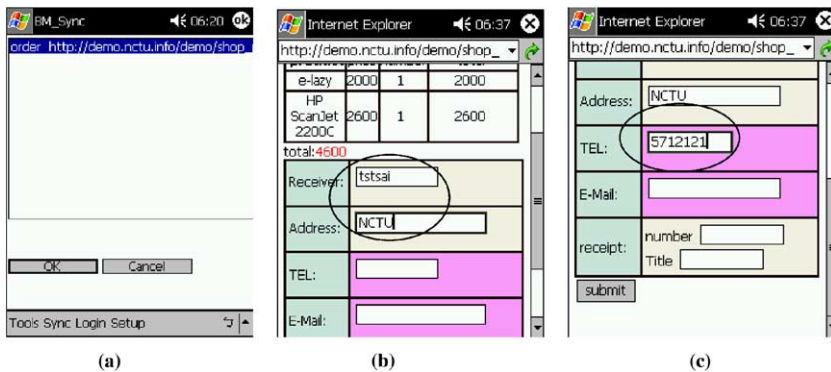 BM_Sync 06:20 ok
order http://demo.nctu.info/demo/shop_
OK Cancel
Tools Sync Login Setup
(a)
Internet Explorer 06:37
http://demo.nctu.info/demo/shop_
e-lazy 2000 1 2000
HP
ScanJet 2600 1 2600
2200C
total:4600
Receiver: tstsai
Address: NCTU
TEL:
E-Mail:
(b)
Internet Explorer 06:37
http://demo.nctu.info/demo/shop_
Address: NCTU
TEL: 5712121
E-Mail:
receipt: number
Title
submit
(c)